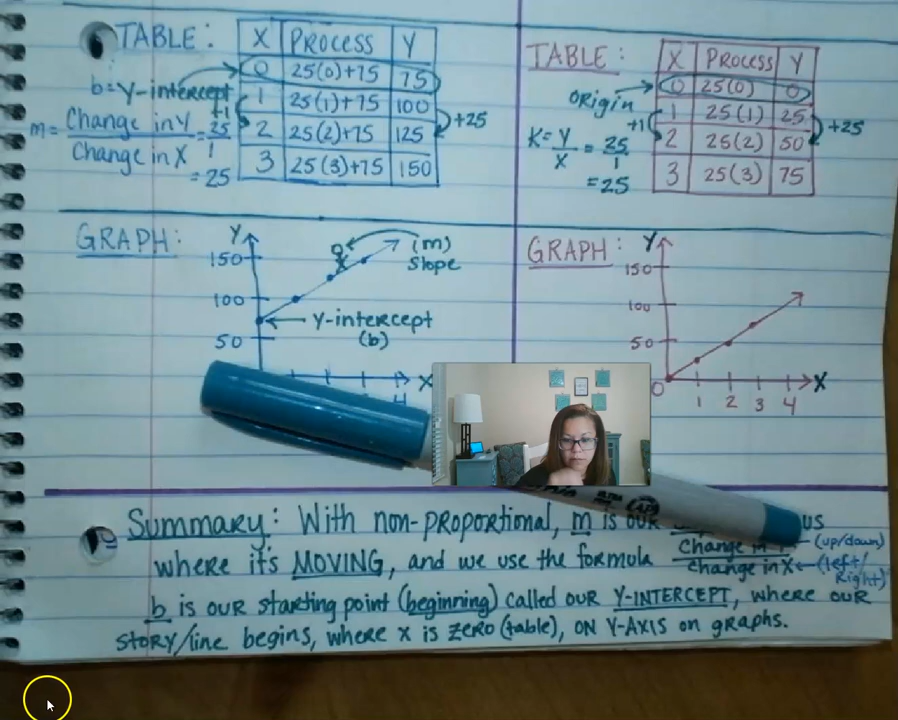 TABLE:
X PROCESS Y
0 25(0)+75 75
1 25(1)+75 100
2 25(2)+75 125
3 25(3)+75 150
b = Y-intercept
+1
+25
m = Change in Y = 25
Change in X 1
= 25
TABLE:
X PROCESS Y
0 25(0) 0
1 25(1) 25
2 25(2) 50
3 25(3) 75
ORIGIN
+1
+25
K = Y = 25
X 1
= 25
GRAPH:
Y
150
100
50
X
4
(m)
Slope
Y-intercept
(b)
GRAPH:
Y
150
100
50
0 1 2 3 4 X
Summary: With non-proportional, m is our us
Change in (up/down)
where it's MOVING, and we use the formula change in X (left/
Right)
b is our starting point (beginning) called our Y-INTERCEPT, where our
story/line begins, where x is zero (table), on Y-AXIS on graphs.